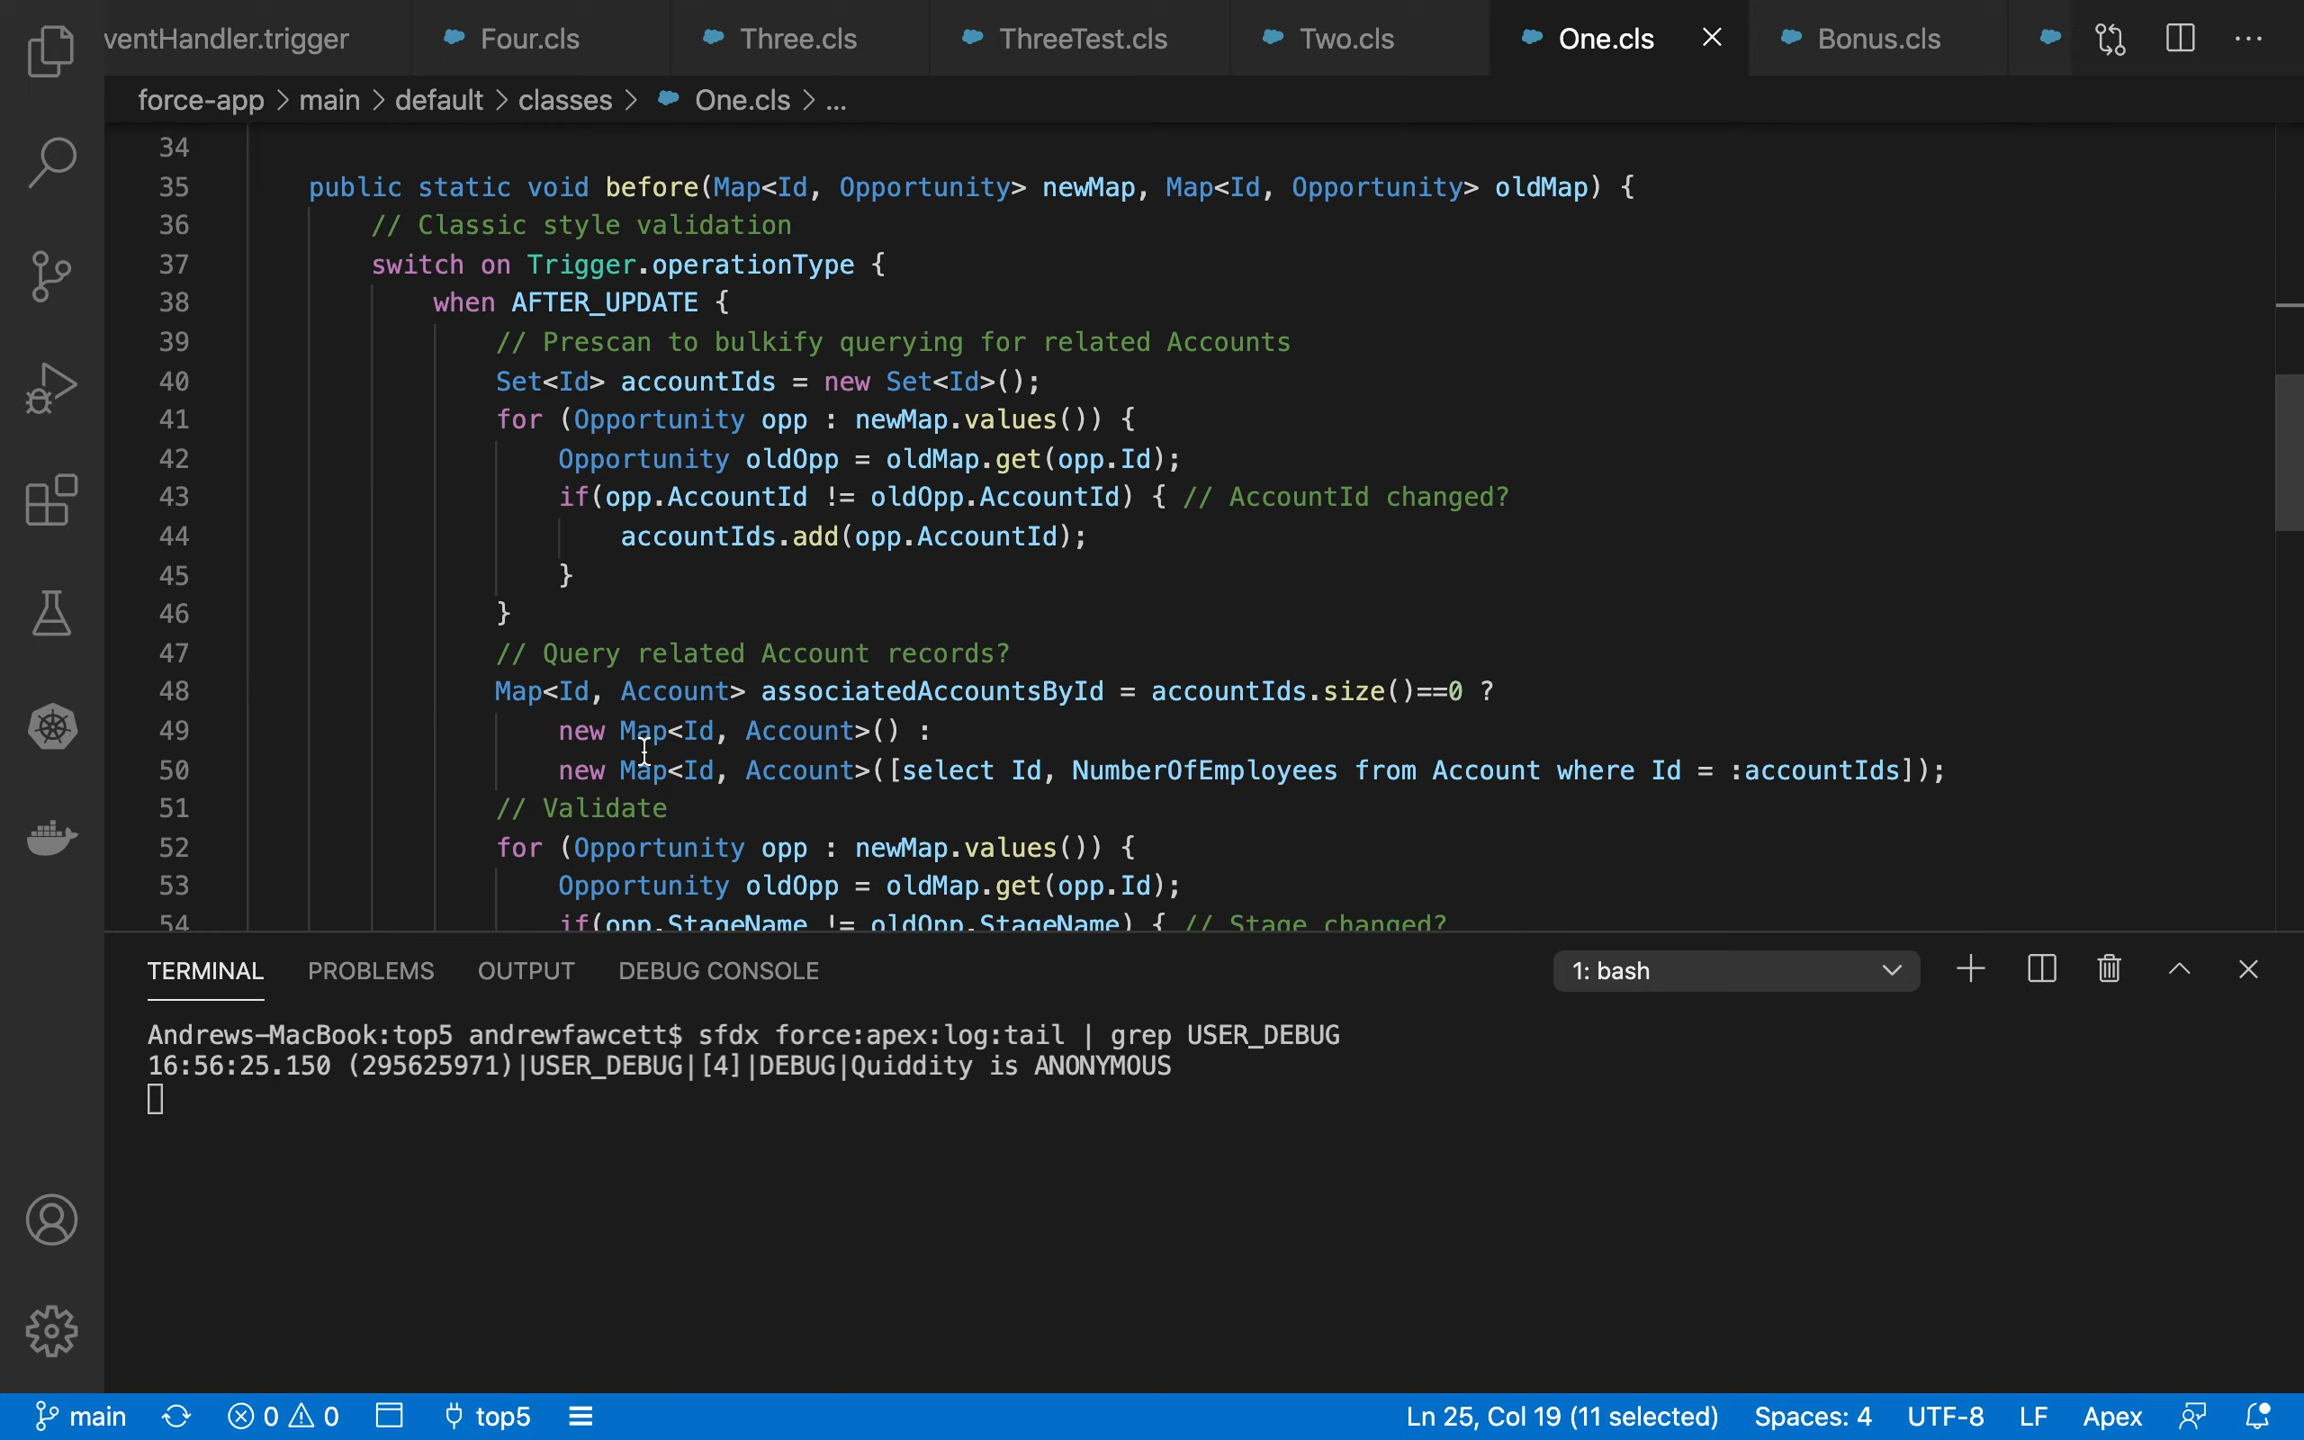 ventHandler.trigger
Four.cls
Three.cls
ThreeTest.cls
Two.cls
One.cls
Bonus.cls
force-app > main > default > classes > One.cls > ...
34
35 public static void before(Map<Id, Opportunity> newMap, Map<Id, Opportunity> oldMap) {
36 // Classic style validation
37 switch on Trigger.operationType {
38 when AFTER_UPDATE {
39 // Prescan to bulkify querying for related Accounts
40 Set<Id> accountIds = new Set<Id>();
41 for (Opportunity opp : newMap.values()) {
42 Opportunity oldOpp = oldMap.get(opp.Id);
43 if(opp.AccountId != oldOpp.AccountId) { // AccountId changed?
44 accountIds.add(opp.AccountId);
45 }
46 }
47 // Query related Account records?
48 Map<Id, Account> associatedAccountsById = accountIds.size()==0 ?
49 new Map<Id, Account>() :
50 new Map<Id, Account>([select Id, NumberOfEmployees from Account where Id = :accountIds]);
51 // Validate
52 for (Opportunity opp : newMap.values()) {
53 Opportunity oldOpp = oldMap.get(opp.Id);
54 if(opp.StageName != oldOpp.StageName) { // Stage changed?
TERMINAL PROBLEMS OUTPUT DEBUG CONSOLE 1: bash
Andrews-MacBook:top5 andrewfawcett$ sfdx force:apex:log:tail | grep USER_DEBUG
16:56:25.150 (295625971)|USER_DEBUG|[4]|DEBUG|Quiddity is ANONYMOUS
main 0 0 top5 Ln 25, Col 19 (11 selected) Spaces: 4 UTF-8 LF Apex